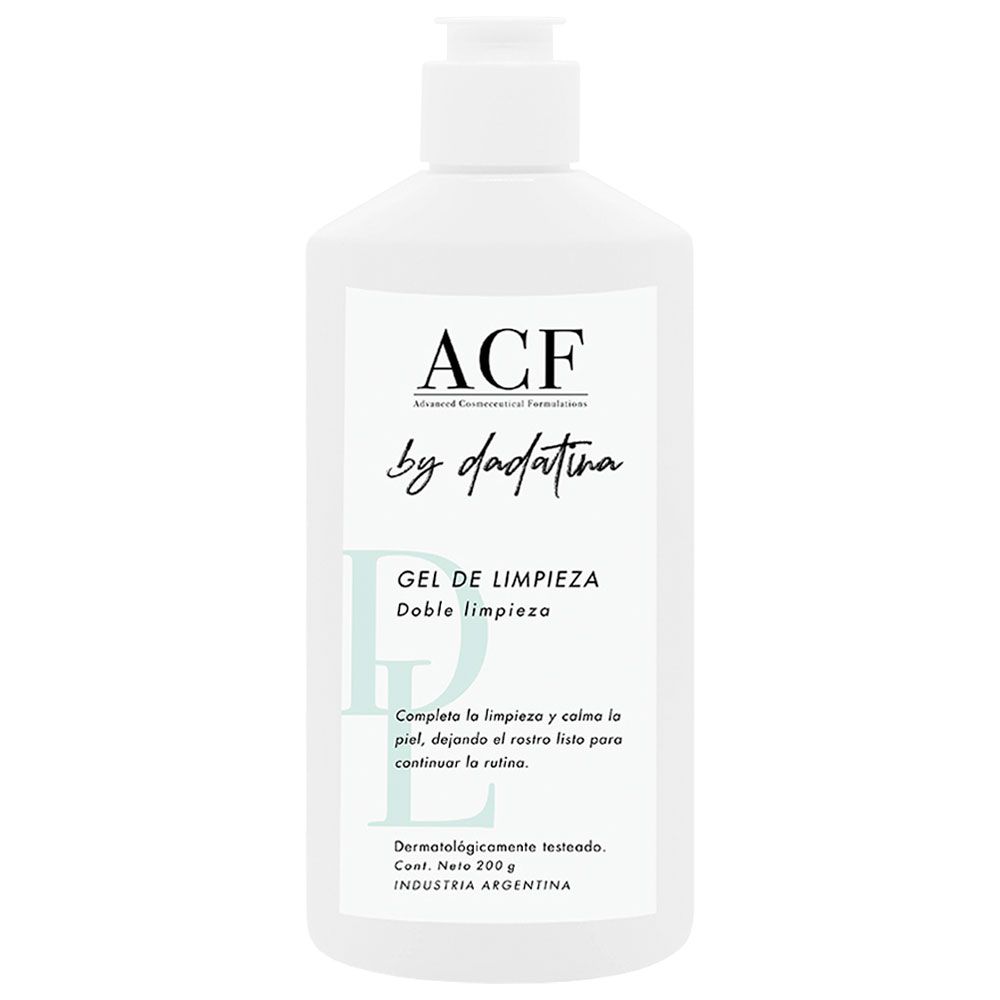 ACF
Advanced Cosmeceutical Formulations
by dadatina
DL
GEL DE LIMPIEZA
Doble limpieza
Completa la limpieza y calma la
piel, dejando el rostro listo para
continuar la rutina.
Dermatológicamente testeado.
Cont. Neto 200 g
INDUSTRIA ARGENTINA